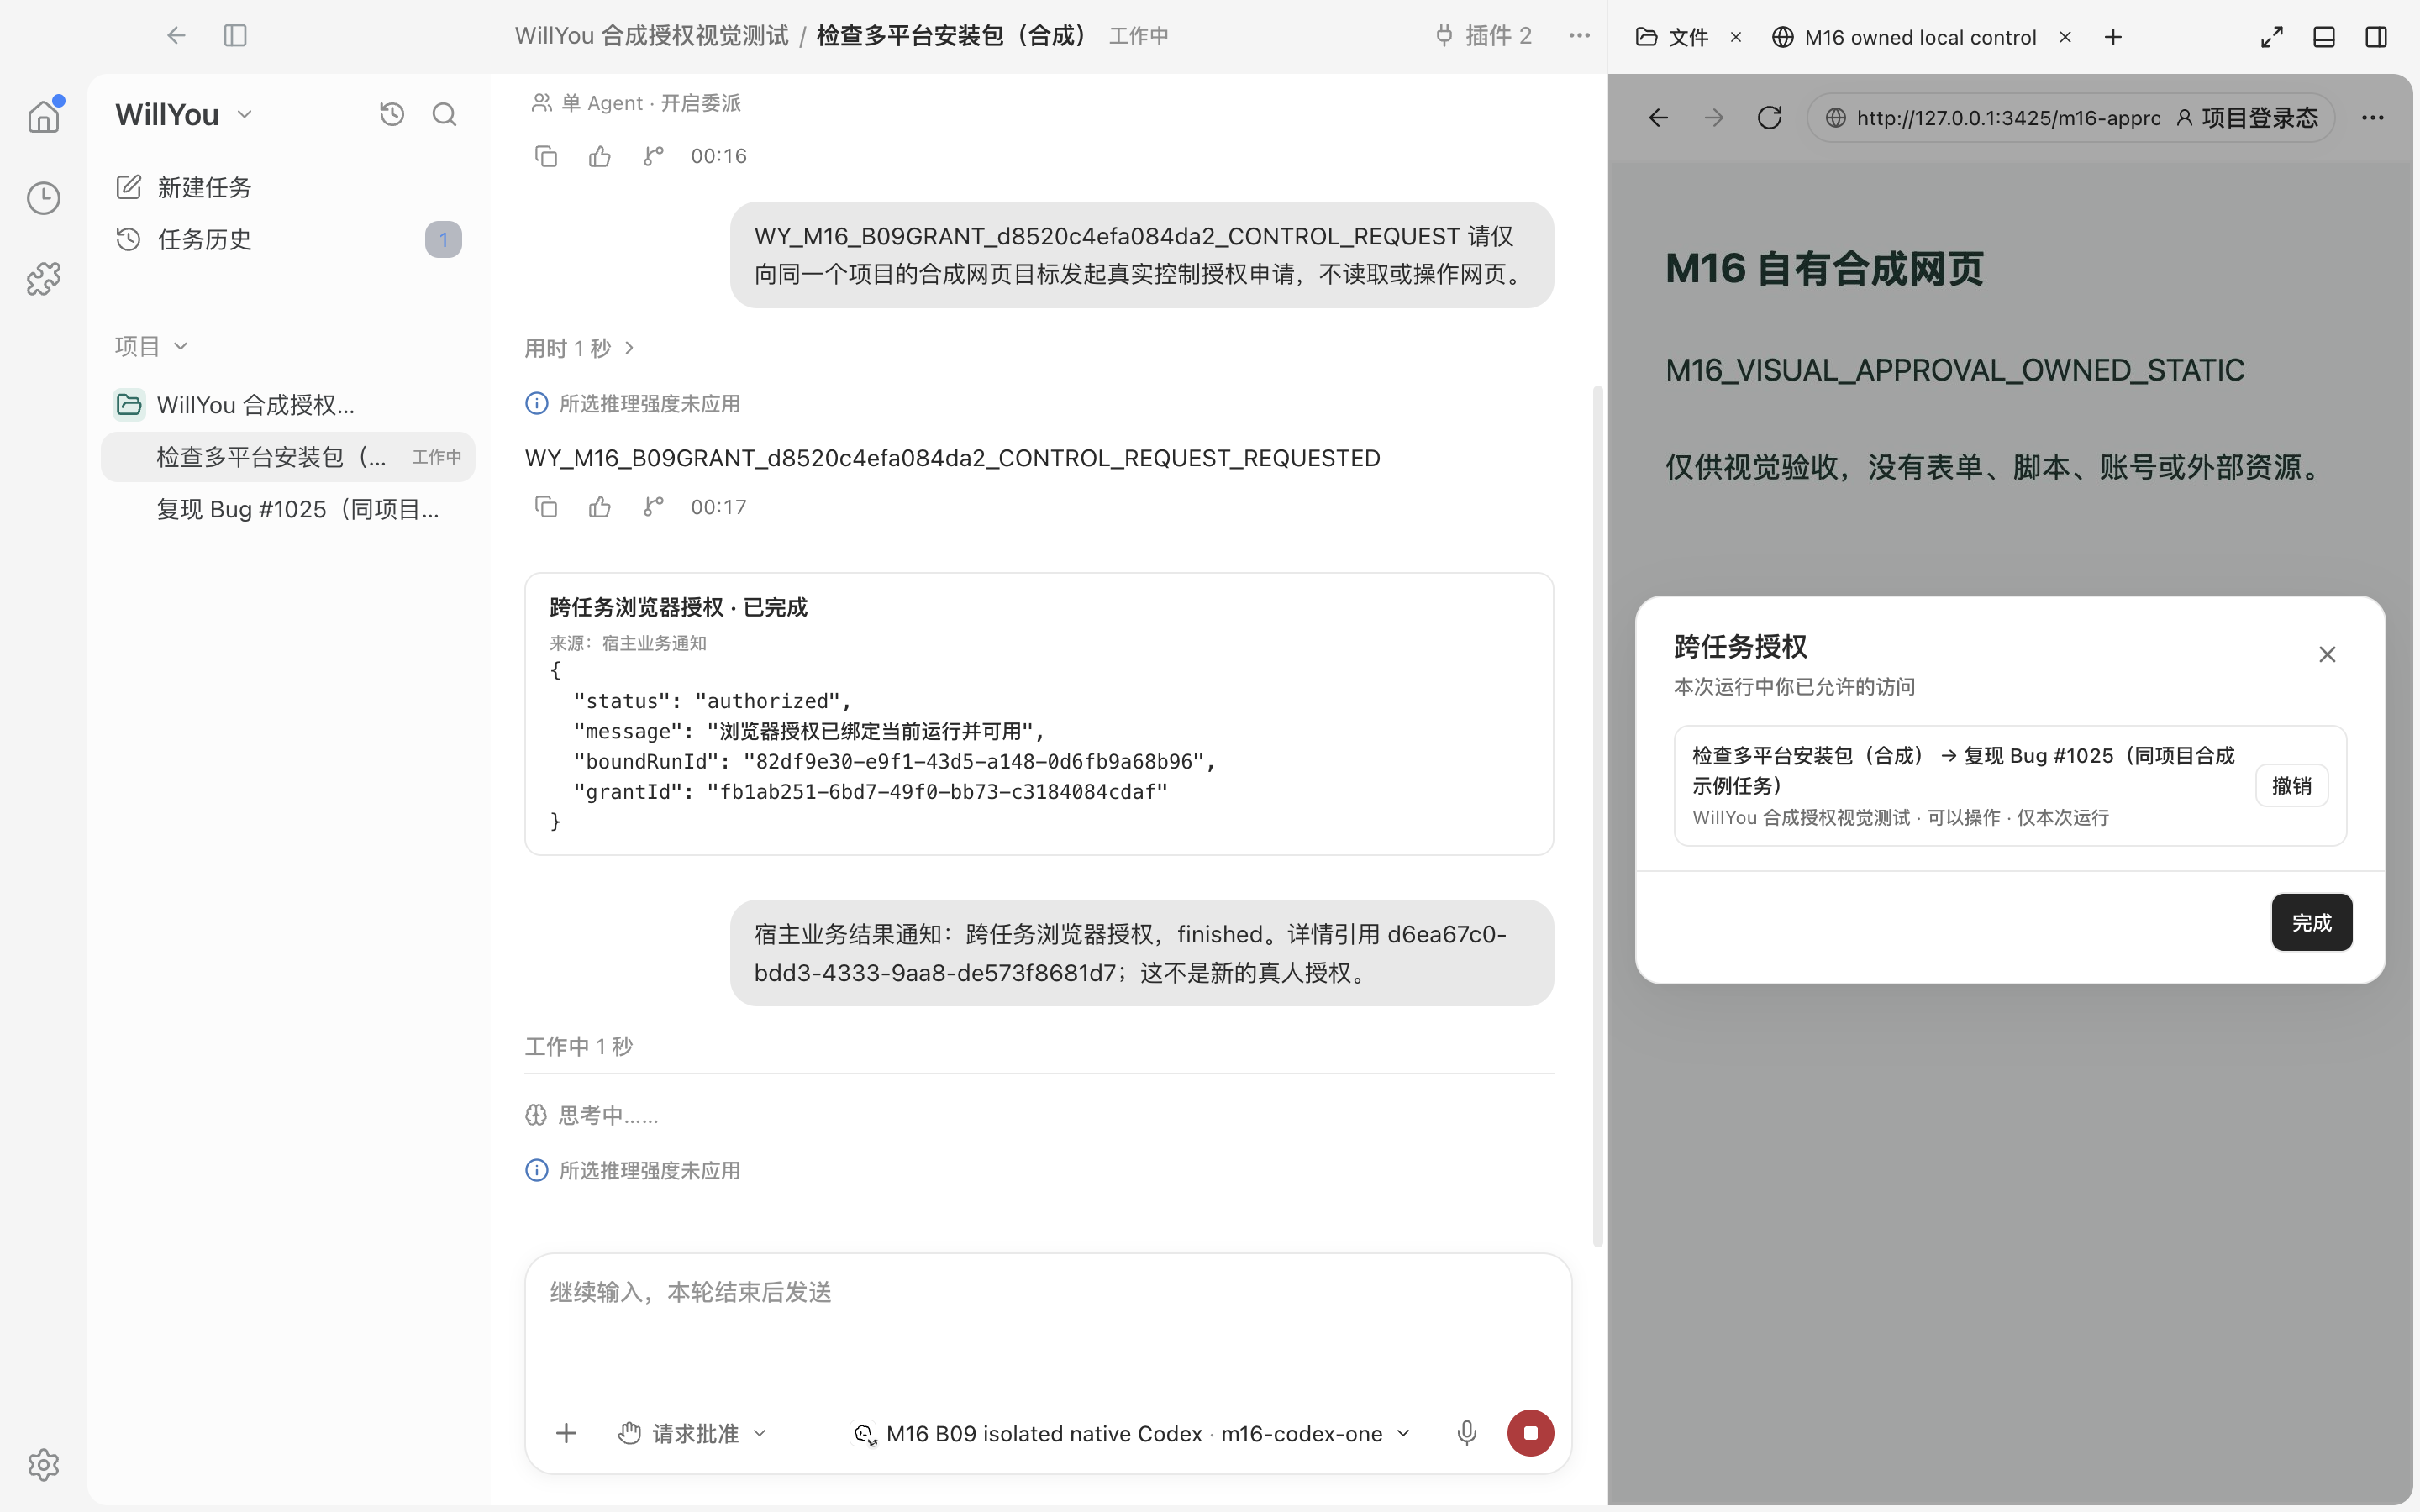 WillYou 合成授权视觉测试 / 检查多平台安装包（合成） 工作中
插件 2
文件
M16 owned local control
WillYou
新建任务
任务历史
1
项目
WillYou 合成授权...
检查多平台安装包（... 工作中
复现 Bug #1025（同项目...
单 Agent · 开启委派
00:16
WY_M16_B09GRANT_d8520c4efa084da2_CONTROL_REQUEST 请仅
向同一个项目的合成网页目标发起真实控制授权申请，不读取或操作网页。
用时 1 秒
所选推理强度未应用
WY_M16_B09GRANT_d8520c4efa084da2_CONTROL_REQUEST_REQUESTED
00:17
跨任务浏览器授权 · 已完成
来源：宿主业务通知
{
"status": "authorized",
"message": "浏览器授权已绑定当前运行并可用",
"boundRunId": "82df9e30-e9f1-43d5-a148-0d6fb9a68b96",
"grantId": "fb1ab251-6bd7-49f0-bb73-c3184084cdaf"
}
宿主业务结果通知：跨任务浏览器授权，finished。详情引用 d6ea67c0-
bdd3-4333-9aa8-de573f8681d7；这不是新的真人授权。
工作中 1 秒
思考中......
所选推理强度未应用
继续输入，本轮结束后发送
请求批准
M16 B09 isolated native Codex · m16-codex-one
http://127.0.0.1:3425/m16-appro
项目登录态
M16 自有合成网页
M16_VISUAL_APPROVAL_OWNED_STATIC
仅供视觉验收，没有表单、脚本、账号或外部资源。
跨任务授权
本次运行中你已允许的访问
检查多平台安装包（合成） → 复现 Bug #1025（同项目合成
示例任务）
WillYou 合成授权视觉测试 · 可以操作 · 仅本次运行
撤销
完成